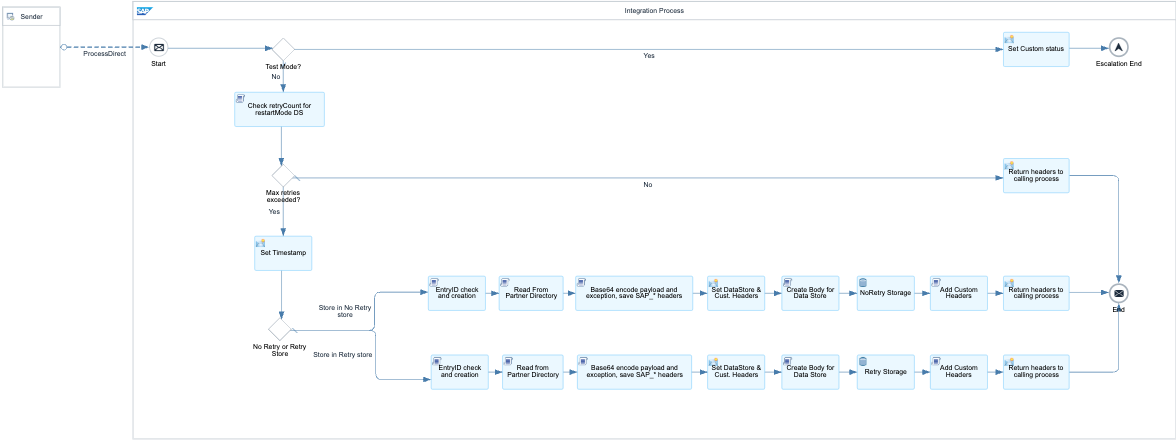 Sender
SAP
Integration Process
ProcessDirect
Start
Test Mode?
Yes
Set Custom status
Escalation End
No
Check retryCount for
restartMode DS
Max retries
exceeded?
No
Return headers to
calling process
Yes
Set Timestamp
Store in No Retry
store
EntryID check
and creation
Read From
Partner Directory
Base64 encode payload and
exception, save SAP_* headers
Set DataStore &
Cust. Headers
Create Body for
Data Store
NoRetry Storage
Add Custom
Headers
Return headers to
calling process
End
No Retry or Retry
Store
Store in Retry store
EntryID check
and creation
Read from
Partner Directory
Base64 encode payload and
exception, save SAP_* headers
Set DataStore &
Cust. Headers
Create Body for
Data Store
Retry Storage
Add Custom
Headers
Return headers to
calling process